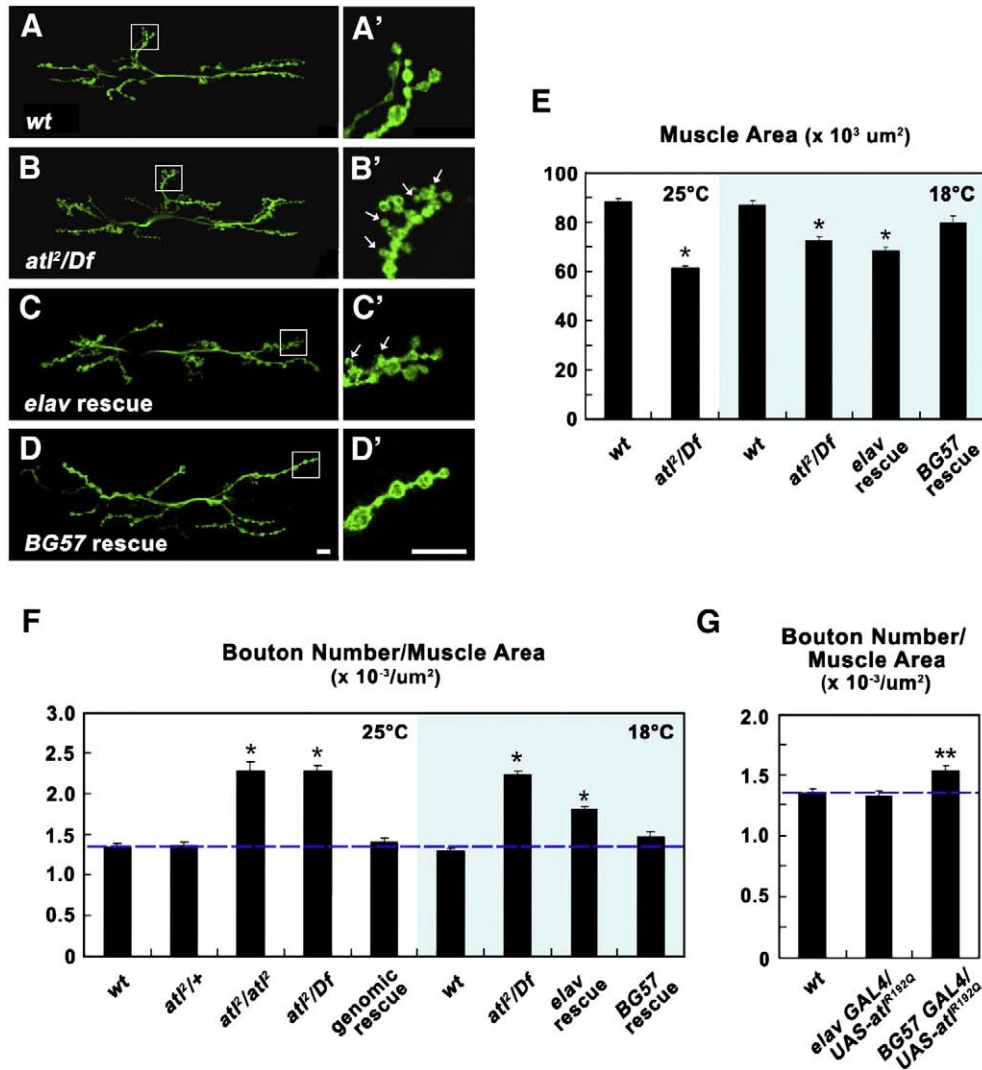 A
wt
A'
B
atl²/Df
B'
C
elav rescue
C'
D
BG57 rescue
D'
E
Muscle Area (x 10³ um²)
25°C
18°C
100
80
60
40
20
0
*
*
*
wt
atl²/Df
wt
atl²/Df
elav
rescue
BG57
rescue
F
Bouton Number/Muscle Area
(x 10⁻³/um²)
25°C
18°C
3.0
2.5
2.0
1.5
1.0
0.5
0
*
*
*
*
wt
atl²/+
atl²/atl²
atl²/Df
genomic
rescue
wt
atl²/Df
elav
rescue
BG57
rescue
G
Bouton Number/
Muscle Area
(x 10⁻³/um²)
2.0
1.5
1.0
0.5
0
**
wt
elav GAL4/
UAS-atlᴿ¹⁹²Q
BG57 GAL4/
UAS-atlᴿ¹⁹²Q